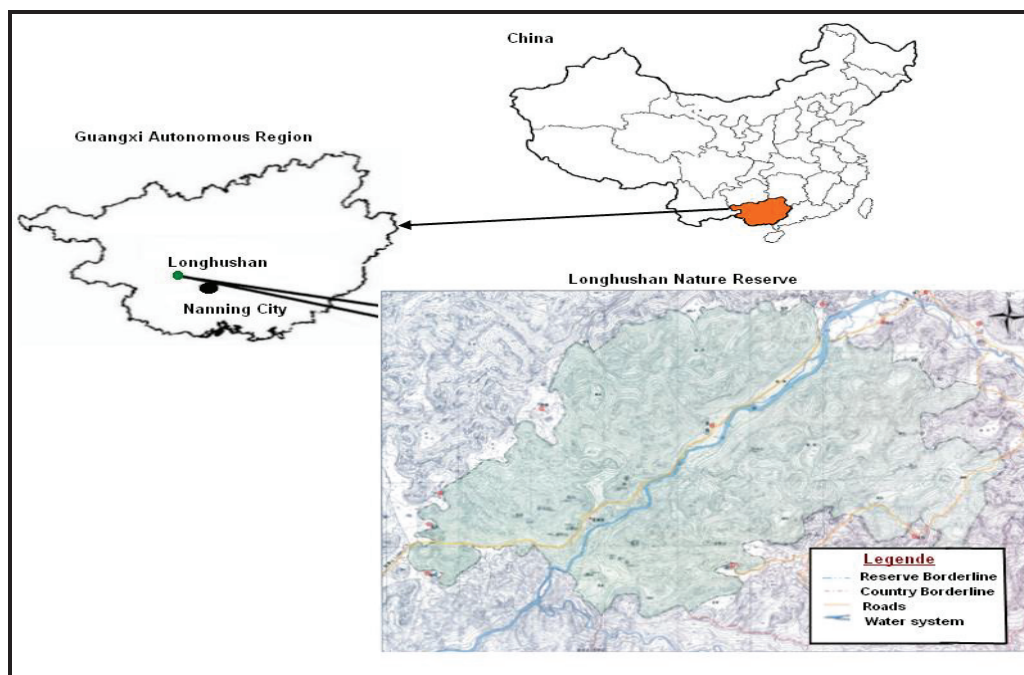 China
Guangxi Autonomous Region
Longhushan
Nanning City
Longhushan Nature Reserve
Legende
Reserve Borderline
Country Borderline
Roads
Water system